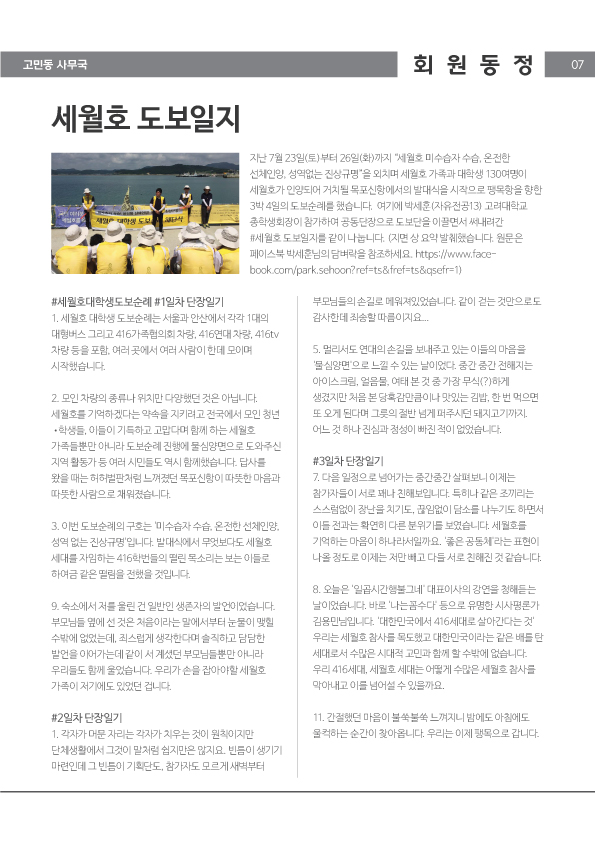 고민동 사무국
회 원 동 정
07
세월호 도보일지
지난 7월 23일(토)부터 26일(화)까지 "세월호 미수습자 수습, 온전한
선체인양, 성역없는 진상규명"을 외치며 세월호 가족과 대학생 130여명이
세월호가 인양되어 거치될 목포신항에서의 발대식을 시작으로 팽목항을 향한
3박 4일의 도보순례를 했습니다. 여기에 박세훈(자유전공13) 고려대학교
총학생회장이 참가하여 공동단장으로 도보단을 이끌면서 써내려간
#세월호 도보일지를 같이 나눕니다. (지면 상 요약 발췌했습니다. 원문은
페이스북 박세훈님의 담벼락을 참조하세요. https://www.face-
book.com/park.sehoon?ref=ts&fref=ts&qsefr=1)
#세월호대학생도보순례 #1일차 단장일기
1. 세월호 대학생 도보순례는 서울과 안산에서 각각 1대의
대형버스 그리고 416가족협의회 차량, 416연대 차량, 416tv
차량 등을 포함, 여러 곳에서 여러 사람이 한데 모이며
시작했습니다.
2. 모인 차량의 종류나 위치만 다양했던 것은 아닙니다.
세월호를 기억하겠다는 약속을 지키려고 전국에서 모인 청년
•학생들, 이들이 기특하고 고맙다며 함께 하는 세월호
가족들뿐만 아니라 도보순례 진행에 물심양면으로 도와주신
지역 활동가 등 여러 시민들도 역시 함께했습니다. 답사를
왔을 때는 허허벌판처럼 느껴졌던 목포신항이 따뜻한 마음과
따뜻한 사람으로 채워졌습니다.
3. 이번 도보순례의 구호는 '미수습자 수습, 온전한 선체인양,
성역 없는 진상규명'입니다. 발대식에서 무엇보다도 세월호
세대를 자임하는 416학번들의 떨린 목소리는 보는 이들로
하여금 같은 떨림을 전했을 것입니다.
9. 숙소에서 저를 울린 건 일반인 생존자의 발언이었습니다.
부모님들 옆에 선 것은 처음이라는 말에서부터 눈물이 맺힐
수밖에 없었는데, 죄스럽게 생각한다며 솔직하고 담담한
발언을 이어가는데 같이 서 계셨던 부모님들뿐만 아니라
우리들도 함께 울었습니다. 우리가 손을 잡아야할 세월호
가족이 저기에도 있었던 겁니다.
#2일차 단장일기
1. 각자가 머문 자리는 각자가 치우는 것이 원칙이지만
단체생활에서 그것이 말처럼 쉽지만은 않지요. 빈틈이 생기기
마련인데 그 빈틈이 기획단도, 참가자도 모르게 새벽부터
부모님들의 손길로 메워져있었습니다. 같이 걷는 것만으로도
감사한데 죄송할 따름이지요...
5. 멀리서도 연대의 손길을 보내주고 있는 이들의 마음을
'물심양면'으로 느낄 수 있는 날이었다. 중간 중간 전해지는
아이스크림, 얼음물, 여태 본 것 중 가장 무식(?)하게
생겼지만 처음 본 당혹감만큼이나 맛있는 김밥, 한 번 먹으면
또 오게 된다며 그릇의 절반 넘게 퍼주시던 돼지고기까지.
어느 것 하나 진심과 정성이 빠진 적이 없었습니다.
#3일차 단장일기
7. 다음 일정으로 넘어가는 중간중간 살펴보니 이제는
참가자들이 서로 꽤나 친해보입니다. 특히나 같은 조끼리는
스스럼없이 장난을 치기도, 끊임없이 담소를 나누기도 하면서
이틀 전과는 확연히 다른 분위기를 보였습니다. 세월호를
기억하는 마음이 하나라서일까요. '좋은 공동체'라는 표현이
나올 정도로 이제는 저만 빼고 다들 서로 친해진 것 같습니다.
8. 오늘은 '일곱시간행불그네' 대표이사의 강연을 청해듣는
날이었습니다. 바로 '나는꼼수다' 등으로 유명한 시사평론가
김용민님입니다. '대한민국에서 416세대로 살아간다는 것'
우리는 세월호 참사를 목도했고 대한민국이라는 같은 배를 탄
세대로서 수많은 시대적 고민과 함께 할 수밖에 없습니다.
우리 416세대, 세월호 세대는 어떻게 수많은 세월호 참사를
막아내고 이를 넘어설 수 있을까요.
11. 간절했던 마음이 불쑥불쑥 느껴지니 밤에도 아침에도
울컥하는 순간이 찾아옵니다. 우리는 이제 팽목으로 갑니다.